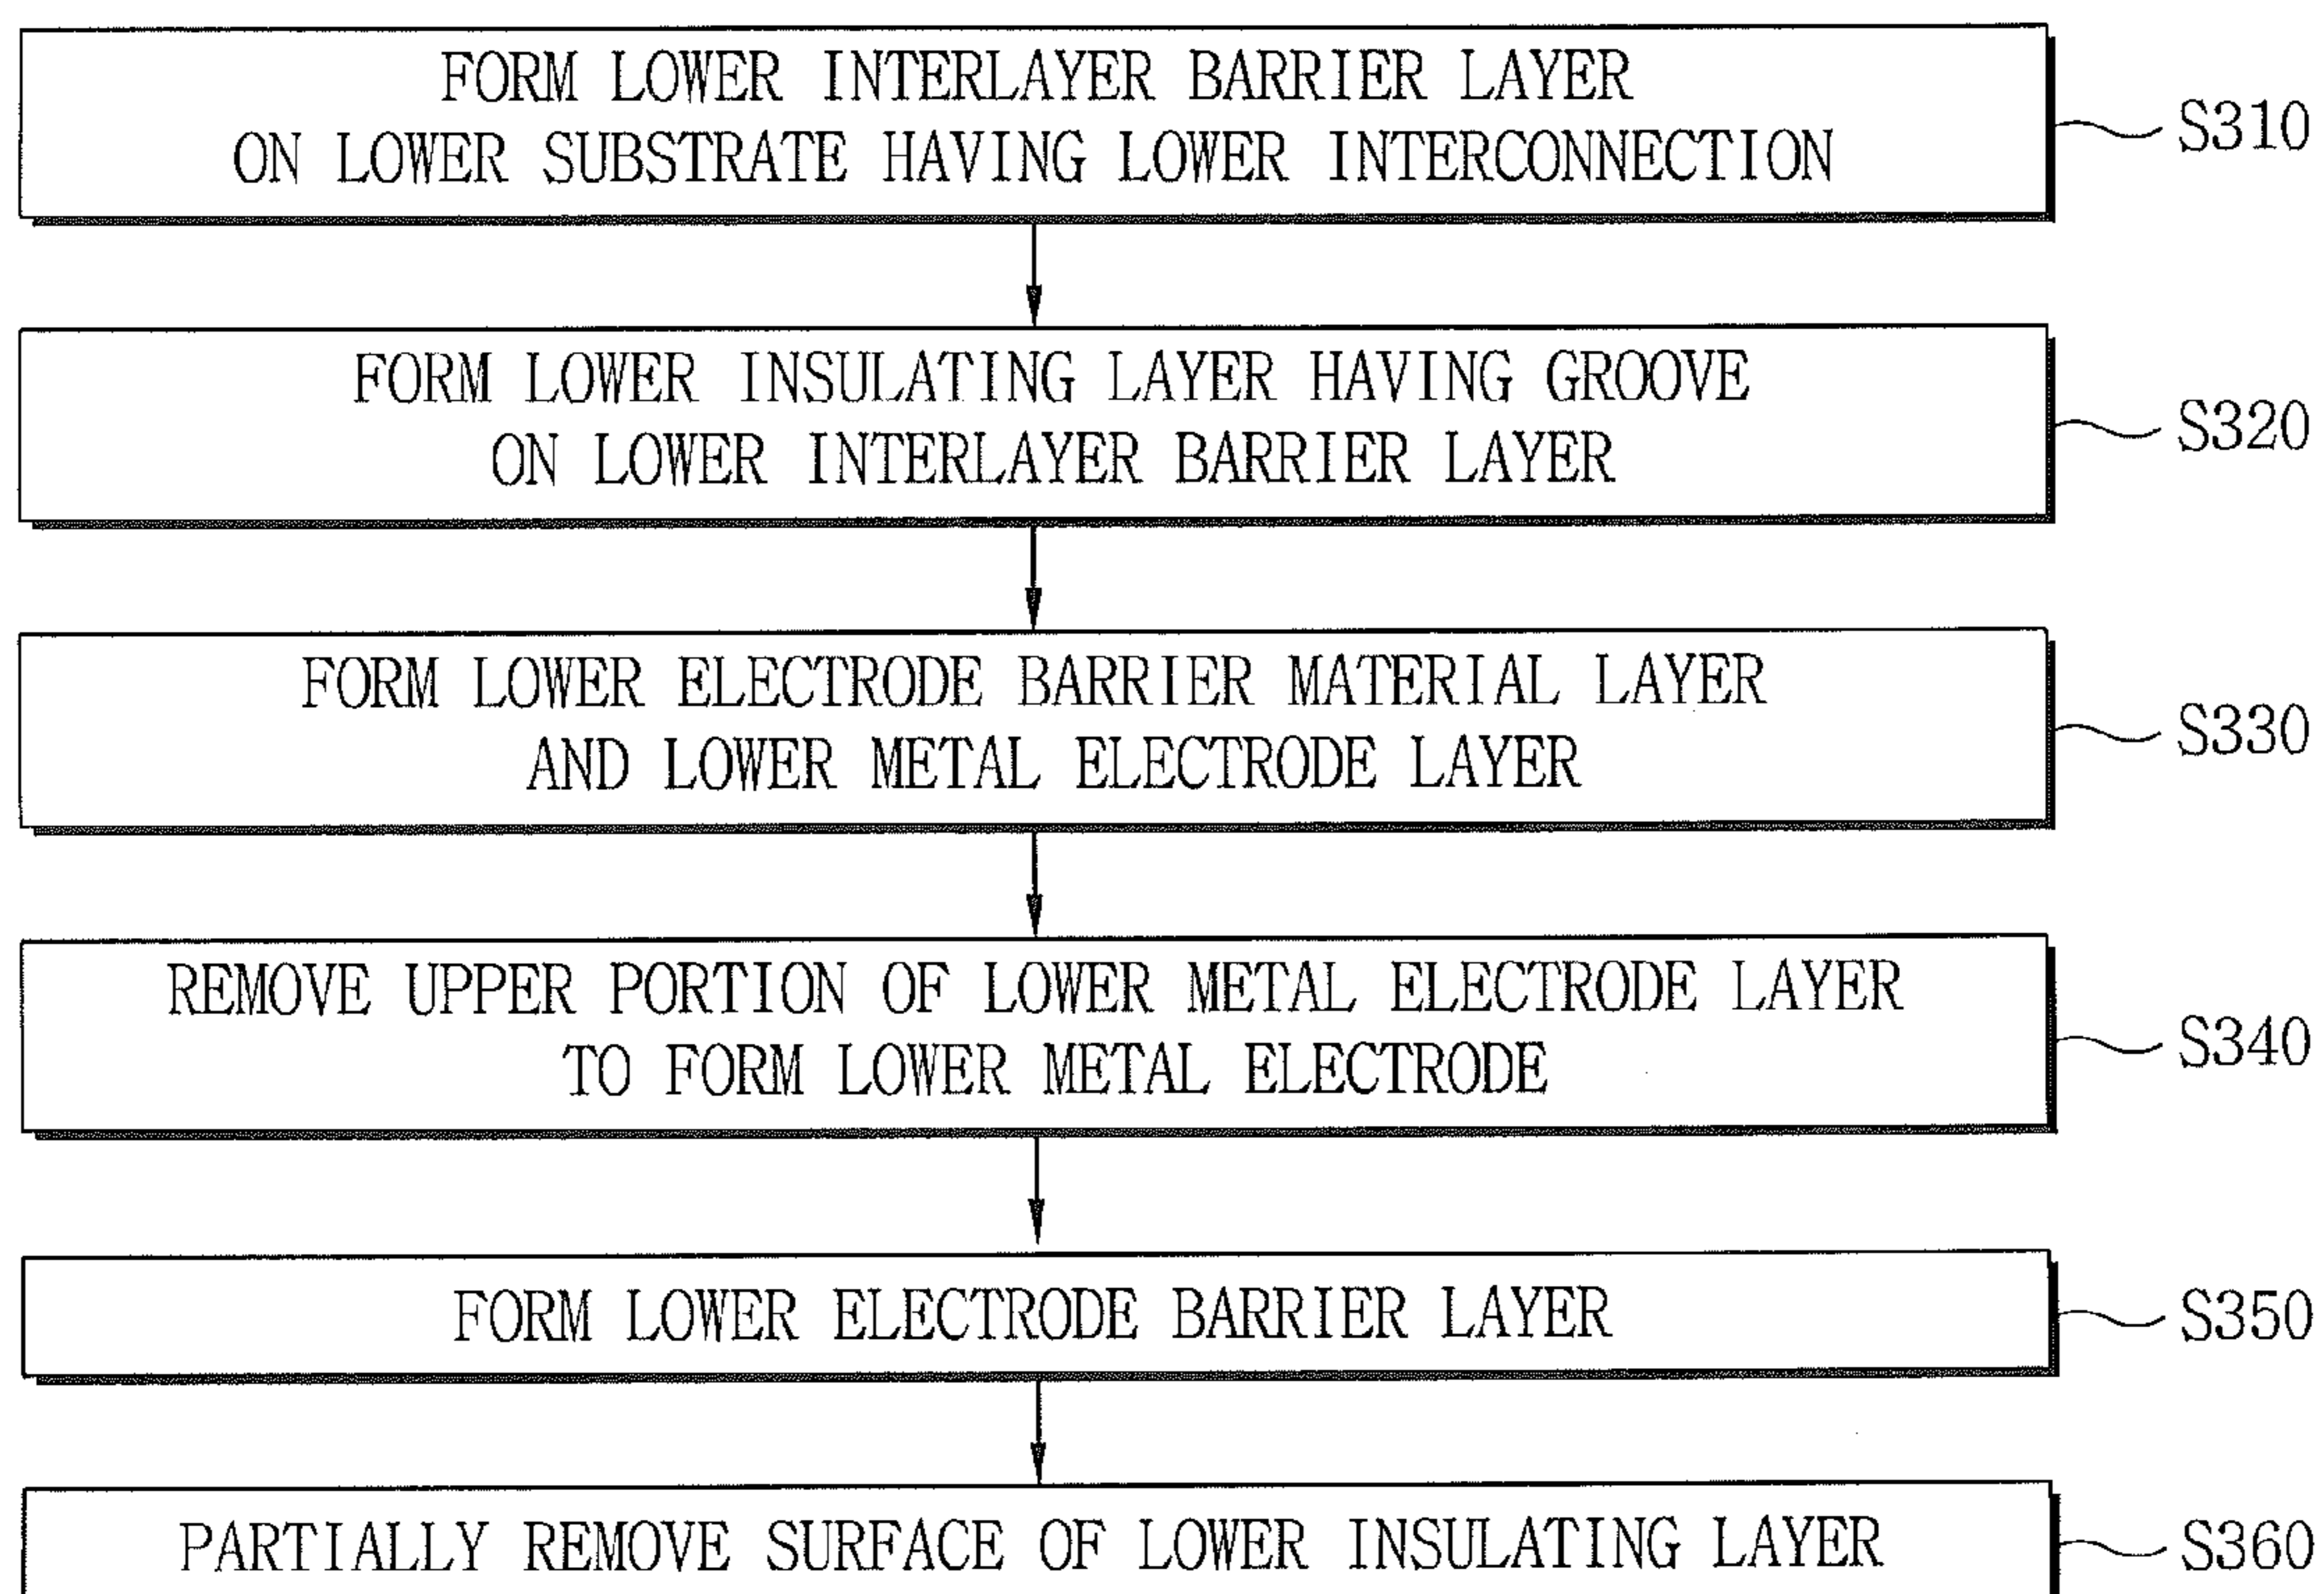 FORM LOWER INTERLAYER BARRIER LAYER
ON LOWER SUBSTRATE HAVING LOWER INTERCONNECTION
S310
FORM LOWER INSULATING LAYER HAVING GROOVE
ON LOWER INTERLAYER BARRIER LAYER
S320
FORM LOWER ELECTRODE BARRIER MATERIAL LAYER
AND LOWER METAL ELECTRODE LAYER
S330
REMOVE UPPER PORTION OF LOWER METAL ELECTRODE LAYER
TO FORM LOWER METAL ELECTRODE
S340
FORM LOWER ELECTRODE BARRIER LAYER
S350
PARTIALLY REMOVE SURFACE OF LOWER INSULATING LAYER
S360